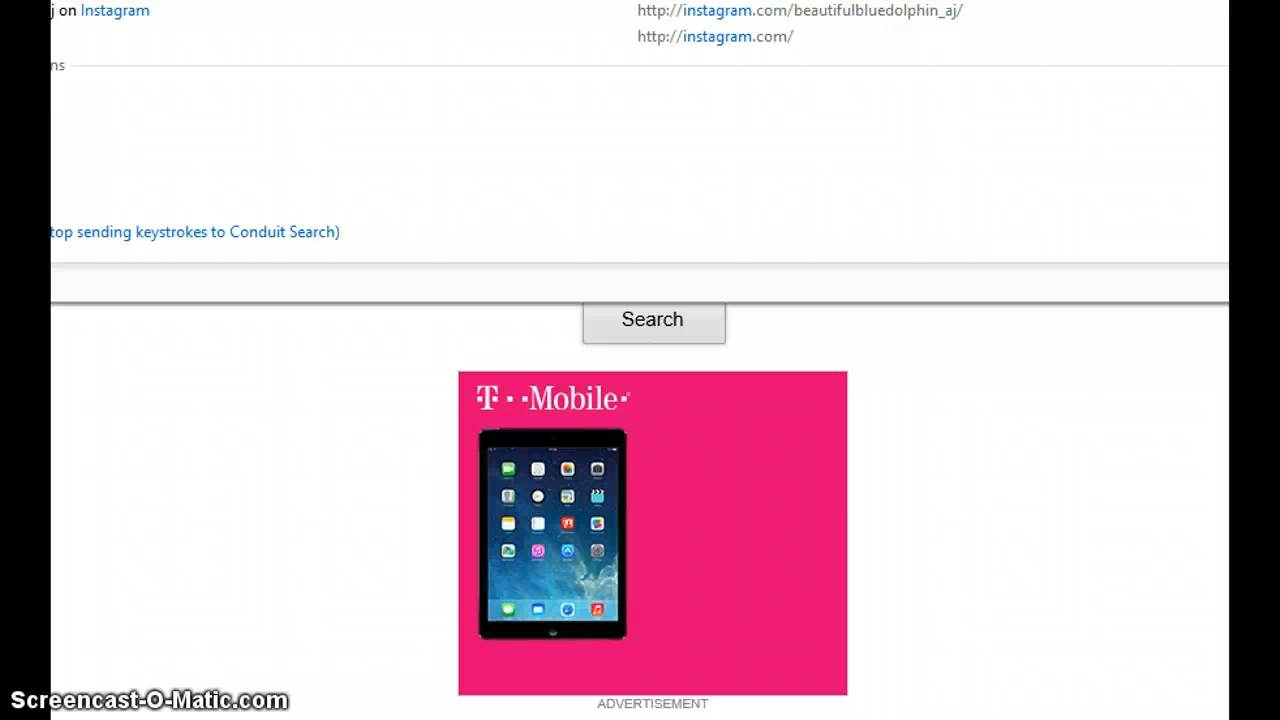 j on Instagram
http://instagram.com/beautifulbluedolphin_aj/
http://instagram.com/
ns
top sending keystrokes to Conduit Search)
Search
T··Mobile·
ADVERTISEMENT
Screencast-O-Matic.com